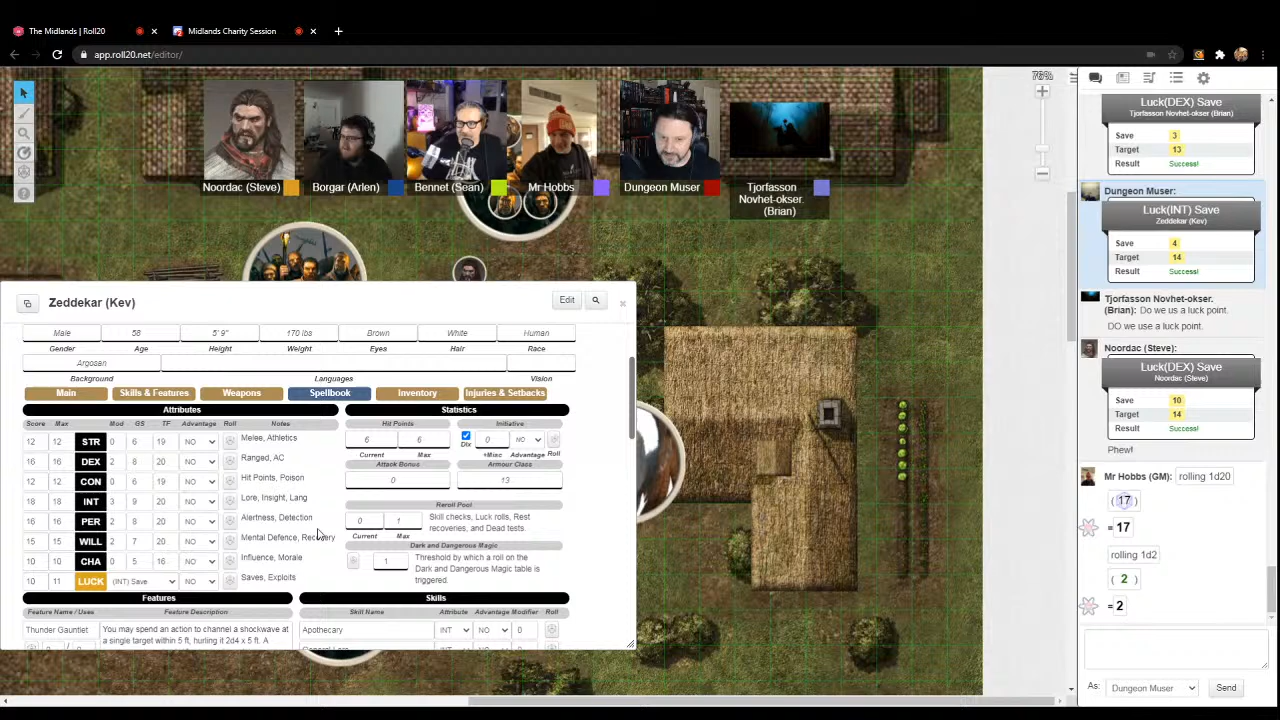 The Midlands | Roll20
Midlands Charity Session
app.roll20.net/editor/
76%
Noordac (Steve)
Borgar (Arlen)
Bennet (Sean)
Mr Hobbs
Dungeon Muser
Tjorfasson
Novhet-okser.
(Brian)
Zeddekar (Kev)
Edit
Male
58
5' 9"
170 lbs
Brown
White
Human
Gender
Age
Height
Weight
Eyes
Hair
Race
Argosan
Background
Languages
Vision
Main
Skills & Features
Weapons
Spellbook
Inventory
Injuries & Setbacks
Attributes
Score Max Mod GS TF Advantage Roll Notes
12 12 STR 0 6 19 NO Melee, Athletics
16 16 DEX 2 8 20 NO Ranged, AC
12 12 CON 0 6 19 NO Hit Points, Poison
18 18 INT 3 9 20 NO Lore, Insight, Lang
16 16 PER 2 8 20 NO Alertness, Detection
15 15 WILL 2 7 20 NO Mental Defence, Recovery
10 10 CHA 0 5 16 NO Influence, Morale
10 11 LUCK (INT) Save NO Saves, Exploits
Statistics
Hit Points
Initiative
6 6
Dix 0 NO
Current Max
+Misc Advantage Roll
Attack Bonus
Armour Class
0
13
Reroll Pool
0 1
Skill checks, Luck rolls, Rest
recoveries, and Dead tests.
Current Max
Dark and Dangerous Magic
1
Threshold by which a roll on the
Dark and Dangerous Magic table is
triggered.
Features
Feature Name / Uses
Feature Description
Thunder Gauntlet
You may spend an action to channel a shockwave at
a single target within 5 ft, hurling it 2d4 x 5 ft. A
Skills
Skill Name
Attribute Advantage Modifier Roll
Apothecary INT NO 0
General Lore
Luck(DEX) Save
Tjorfasson Novhet-okser (Brian)
Save 3
Target 13
Result Success!
Dungeon Muser:
Luck(INT) Save
Zeddekar (Kev)
Save 4
Target 14
Result Success!
Tjorfasson Novhet-okser.
(Brian): Do we us a luck point.
DO we use a luck point.
Noordac (Steve):
Luck(DEX) Save
Noordac (Steve)
Save 10
Target 14
Result Success!
Phew!
Mr Hobbs (GM): rolling 1d20
( 17 )
= 17
rolling 1d2
( 2 )
= 2
As: Dungeon Muser
Send